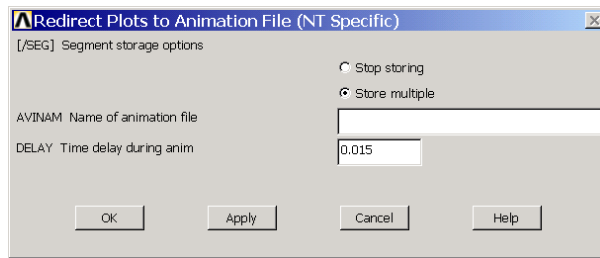 Redirect Plots to Animation File (NT Specific)
[/SEG] Segment storage options
Stop storing
Store multiple
AVINAM Name of animation file
DELAY Time delay during anim
0.015
OK Apply Cancel Help